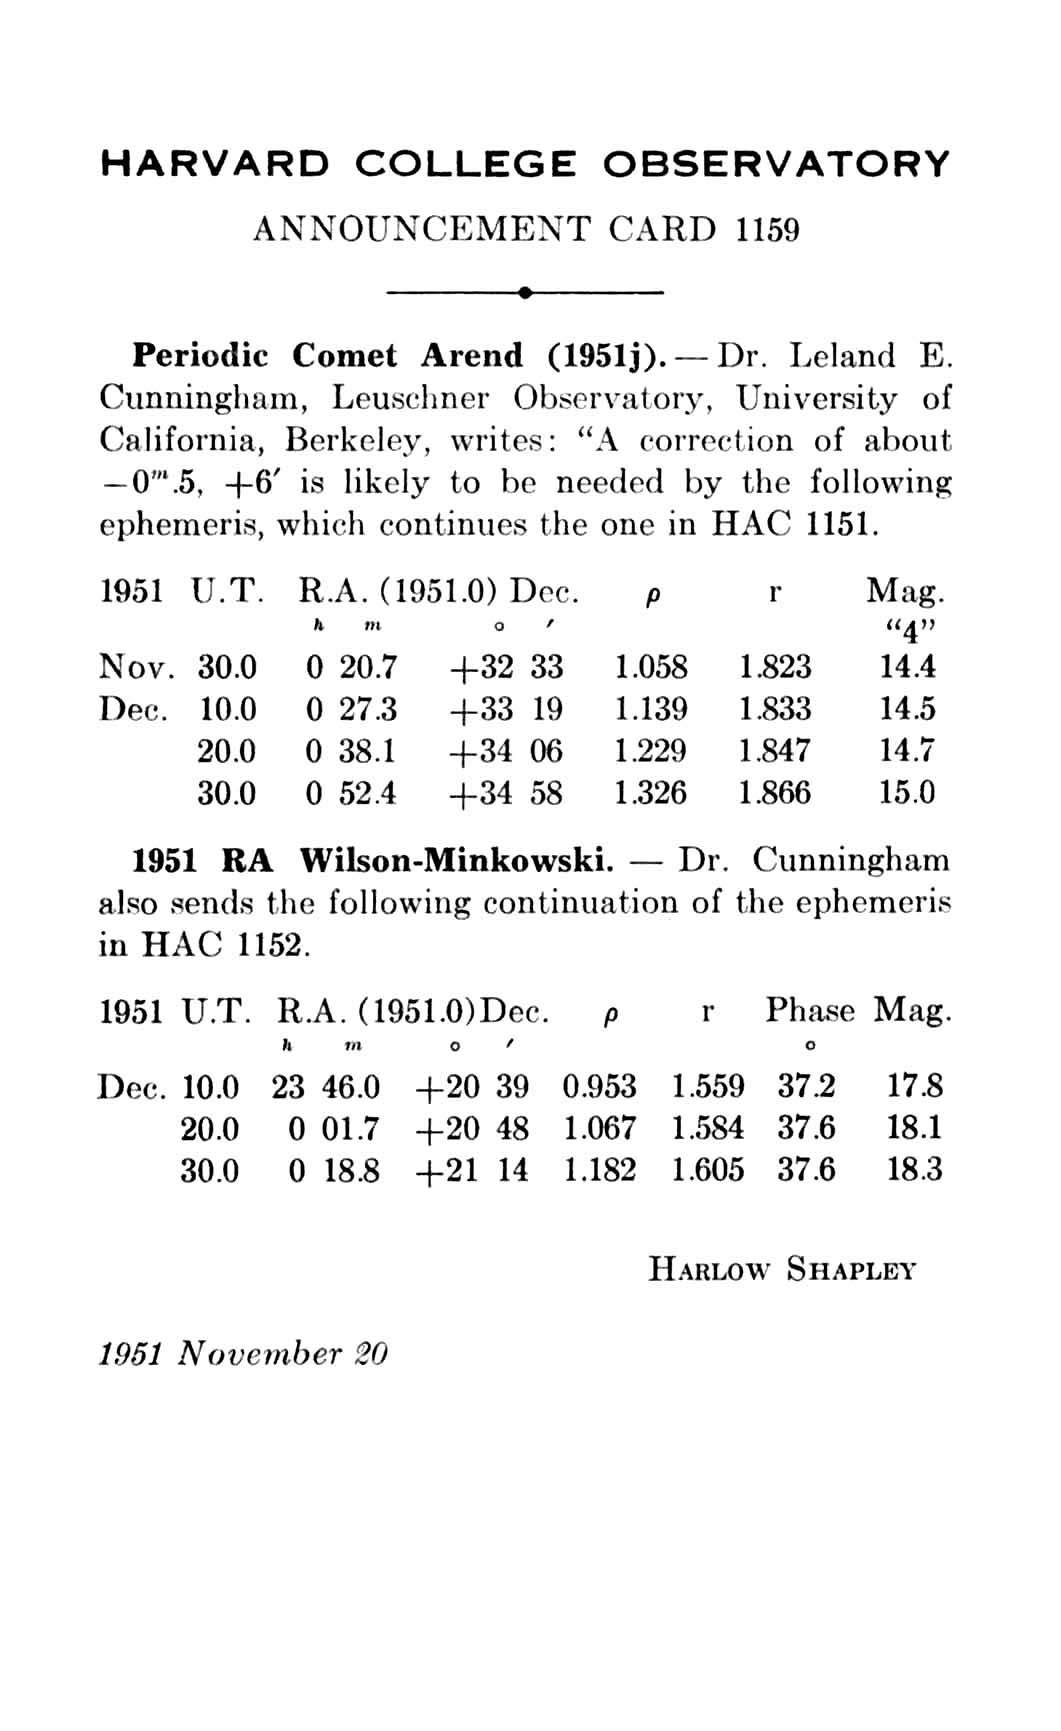 HARVARD COLLEGE OBSERVATORY
ANNOUNCEMENT CARD 1159
Periodic Comet Arend (1951j). — Dr. Leland E.
Cunningham, Leuschner Observatory, University of
California, Berkeley, writes: “A correction of about
−0ᵐ.5, +6′ is likely to be needed by the following
ephemeris, which continues the one in HAC 1151.
1951 U.T. R.A. (1951.0) Dec. ρ r Mag.
h m o ′ “4”
Nov. 30.0 0 20.7 +32 33 1.058 1.823 14.4
Dec. 10.0 0 27.3 +33 19 1.139 1.833 14.5
20.0 0 38.1 +34 06 1.229 1.847 14.7
30.0 0 52.4 +34 58 1.326 1.866 15.0
1951 RA Wilson-Minkowski. — Dr. Cunningham
also sends the following continuation of the ephemeris
in HAC 1152.
1951 U.T. R.A. (1951.0) Dec. ρ r Phase Mag.
h m o ′ o
Dec. 10.0 23 46.0 +20 39 0.953 1.559 37.2 17.8
20.0 0 01.7 +20 48 1.067 1.584 37.6 18.1
30.0 0 18.8 +21 14 1.182 1.605 37.6 18.3
HARLOW SHAPLEY
1951 November 20